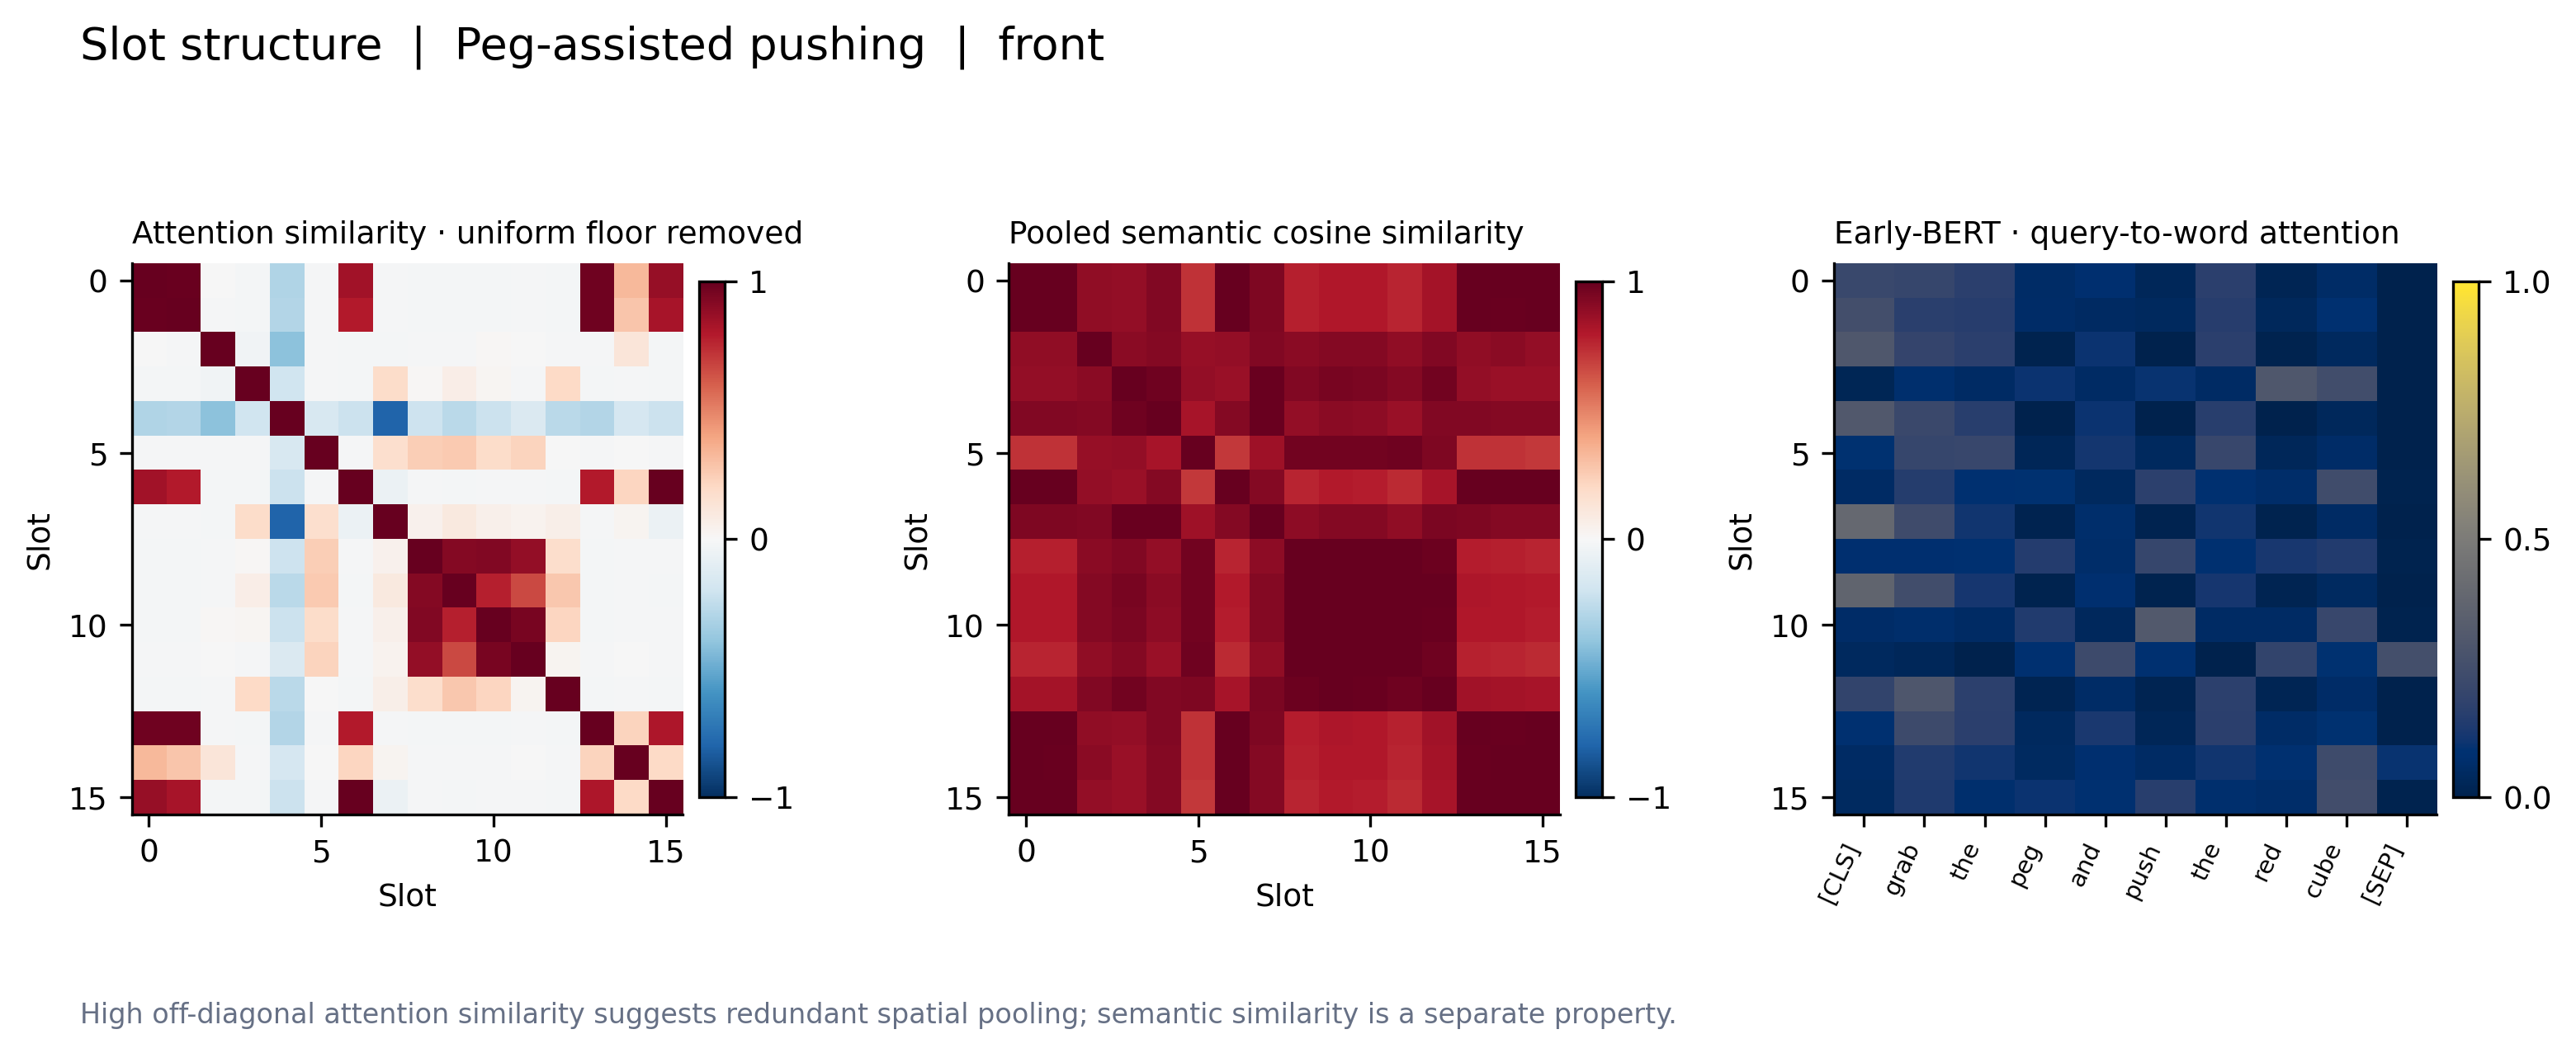 Slot structure | Peg-assisted pushing | front
Attention similarity · uniform floor removed
0
5
10
15
Slot
0
5
10
15
Slot
1
0
−1
Pooled semantic cosine similarity
0
5
10
15
Slot
0
5
10
15
Slot
1
0
−1
Early-BERT · query-to-word attention
0
5
10
15
Slot
[CLS]
grab
the
peg
and
push
the
red
cube
[SEP]
1.0
0.5
0.0
High off-diagonal attention similarity suggests redundant spatial pooling; semantic similarity is a separate property.